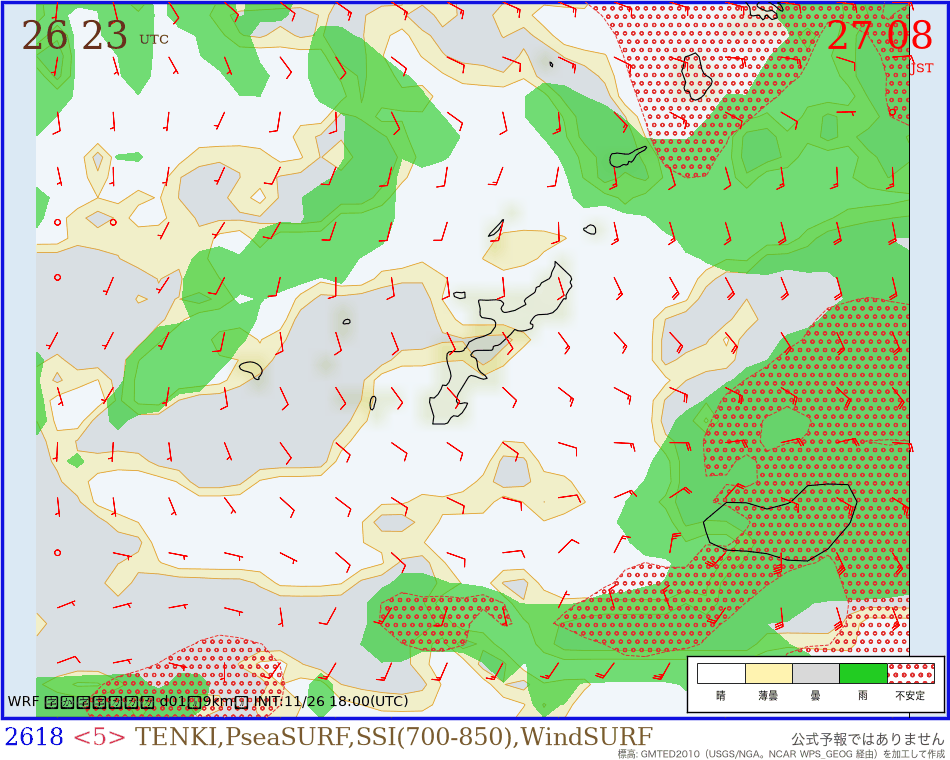 26 23 UTC
27 08
JST
晴 薄曇 曇 雨 不安定
WRF d01 9km INIT:11/26 18:00(UTC)
2618 <5> TENKI,PseaSURF,SSI(700-850),WindSURF
公式予報ではありません
標高: GMTED2010（USGS/NGA。NCAR WPS_GEOG 経由）を加工して作成